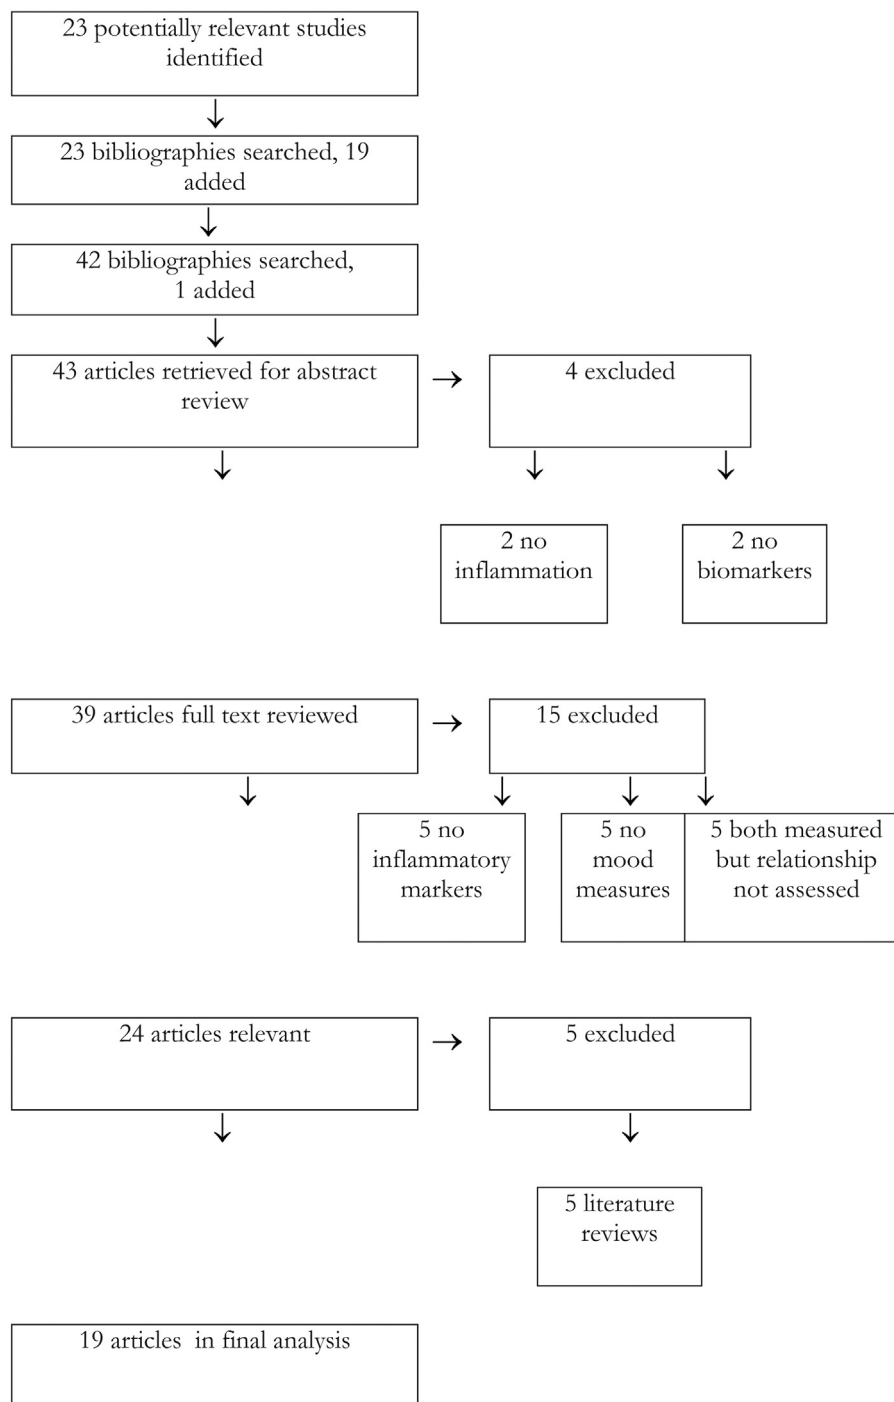 23 potentially relevant studies
identified
23 bibliographies searched, 19
added
42 bibliographies searched,
1 added
43 articles retrieved for abstract
review
4 excluded
2 no
inflammation
2 no
biomarkers
39 articles full text reviewed
15 excluded
5 no
inflammatory
markers
5 no
mood
measures
5 both measured
but relationship
not assessed
24 articles relevant
5 excluded
5 literature
reviews
19 articles in final analysis